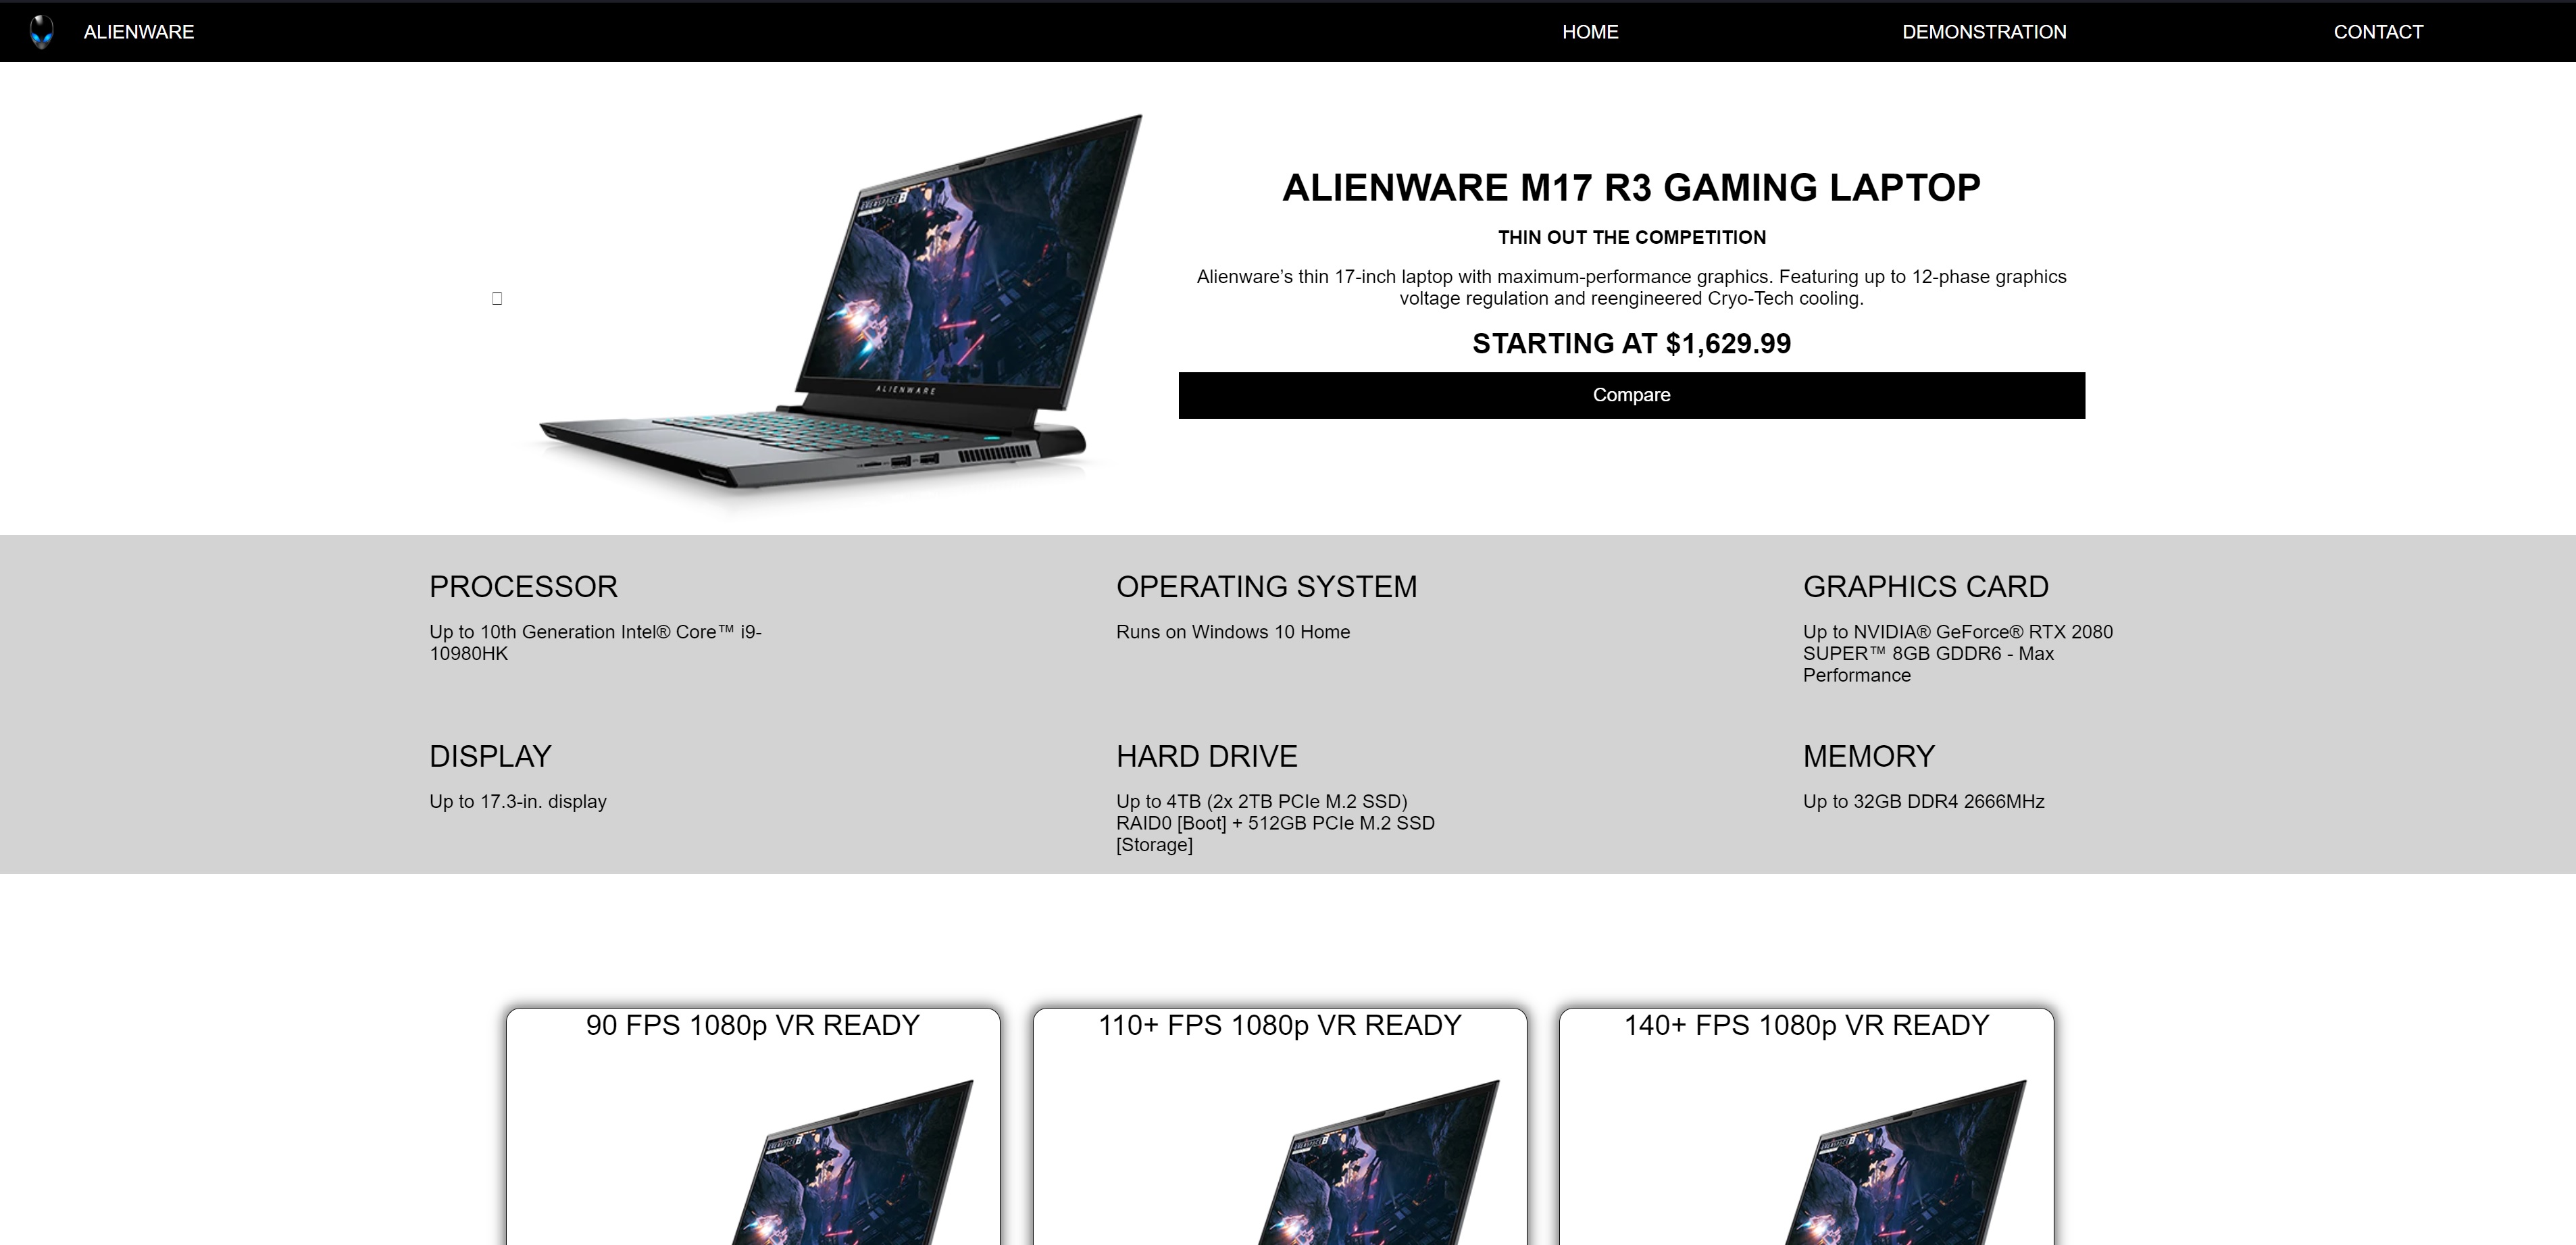 ALIENWARE
HOME
DEMONSTRATION
CONTACT
ALIENWARE M17 R3 GAMING LAPTOP
THIN OUT THE COMPETITION
Alienware’s thin 17-inch laptop with maximum-performance graphics. Featuring up to 12-phase graphics
voltage regulation and reengineered Cryo-Tech cooling.
STARTING AT $1,629.99
Compare
ALIENWARE
PROCESSOR
Up to 10th Generation Intel® Core™ i9-
10980HK
OPERATING SYSTEM
Runs on Windows 10 Home
GRAPHICS CARD
Up to NVIDIA® GeForce® RTX 2080
SUPER™ 8GB GDDR6 - Max
Performance
DISPLAY
Up to 17.3-in. display
HARD DRIVE
Up to 4TB (2x 2TB PCIe M.2 SSD)
RAID0 [Boot] + 512GB PCIe M.2 SSD
[Storage]
MEMORY
Up to 32GB DDR4 2666MHz
90 FPS 1080p VR READY
110+ FPS 1080p VR READY
140+ FPS 1080p VR READY